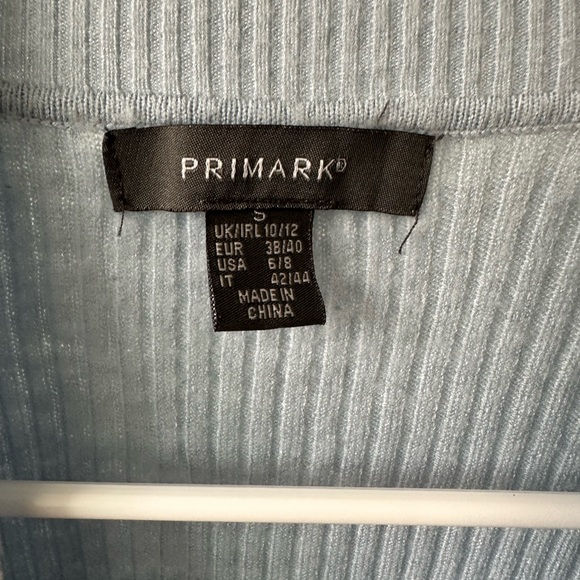 PRIMARK®
S
UK/IRL 10/12
EUR 38/40
USA 6/8
IT 42/44
MADE IN
CHINA